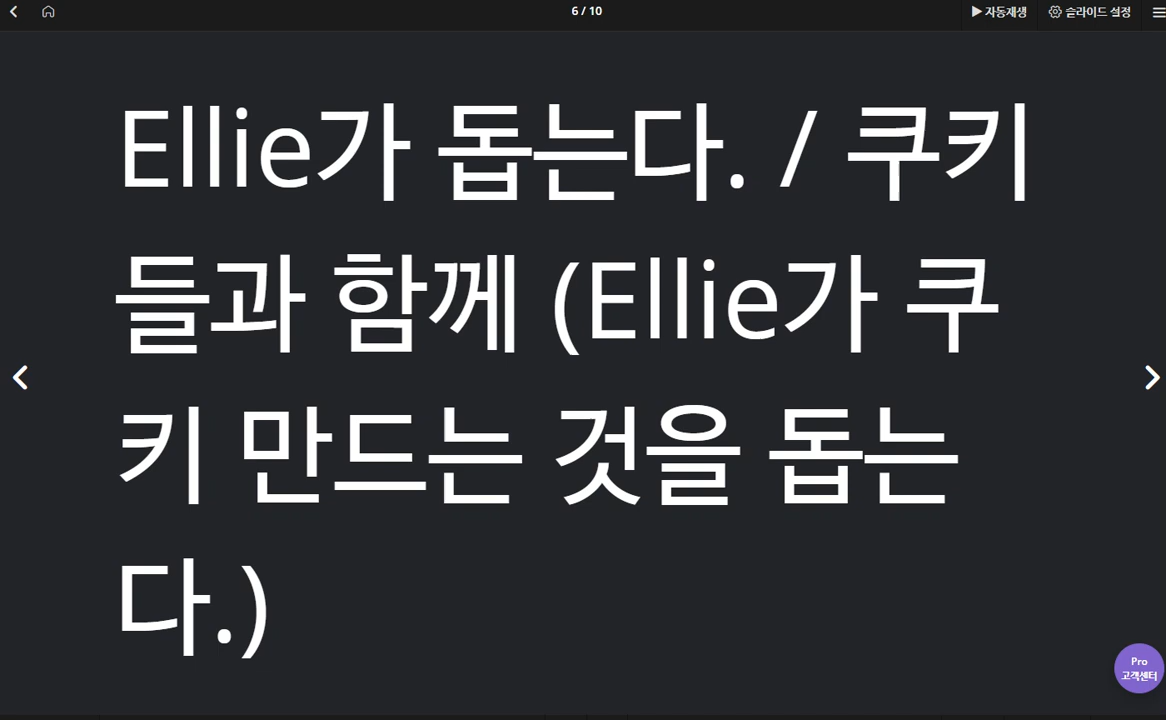 6 / 10
▶ 자동재생
슬라이드 설정
Ellie가 돕는다. / 쿠키
들과 함께 (Ellie가 쿠
키 만드는 것을 돕는
다.)
Pro
고객센터